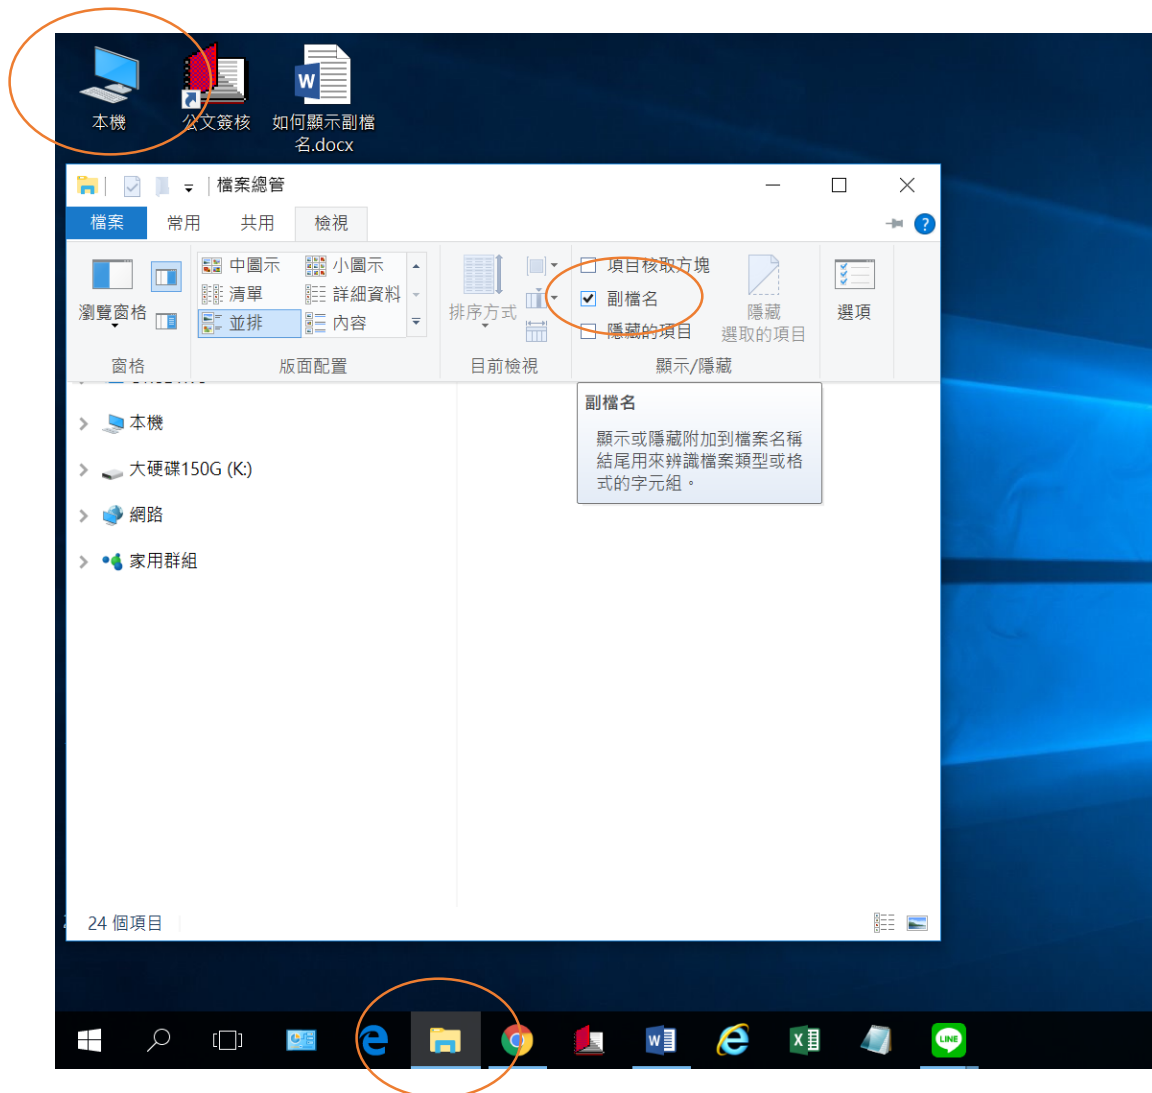 本機
公文簽核
如何顯示副檔
名.docx
檔案總管
檔案
常用
共用
檢視
?
中圖示
小圖示
清單
詳細資料
並排
內容
瀏覽窗格
窗格
版面配置
排序方式
目前檢視
項目核取方塊
副檔名
隱藏的項目
隱藏
選取的項目
顯示/隱藏
選項
副檔名
顯示或隱藏附加到檔案名稱
結尾用來辨識檔案類型或格
式的字元組。
本機
大硬碟150G (K:)
網路
家用群組
24 個項目
LINE